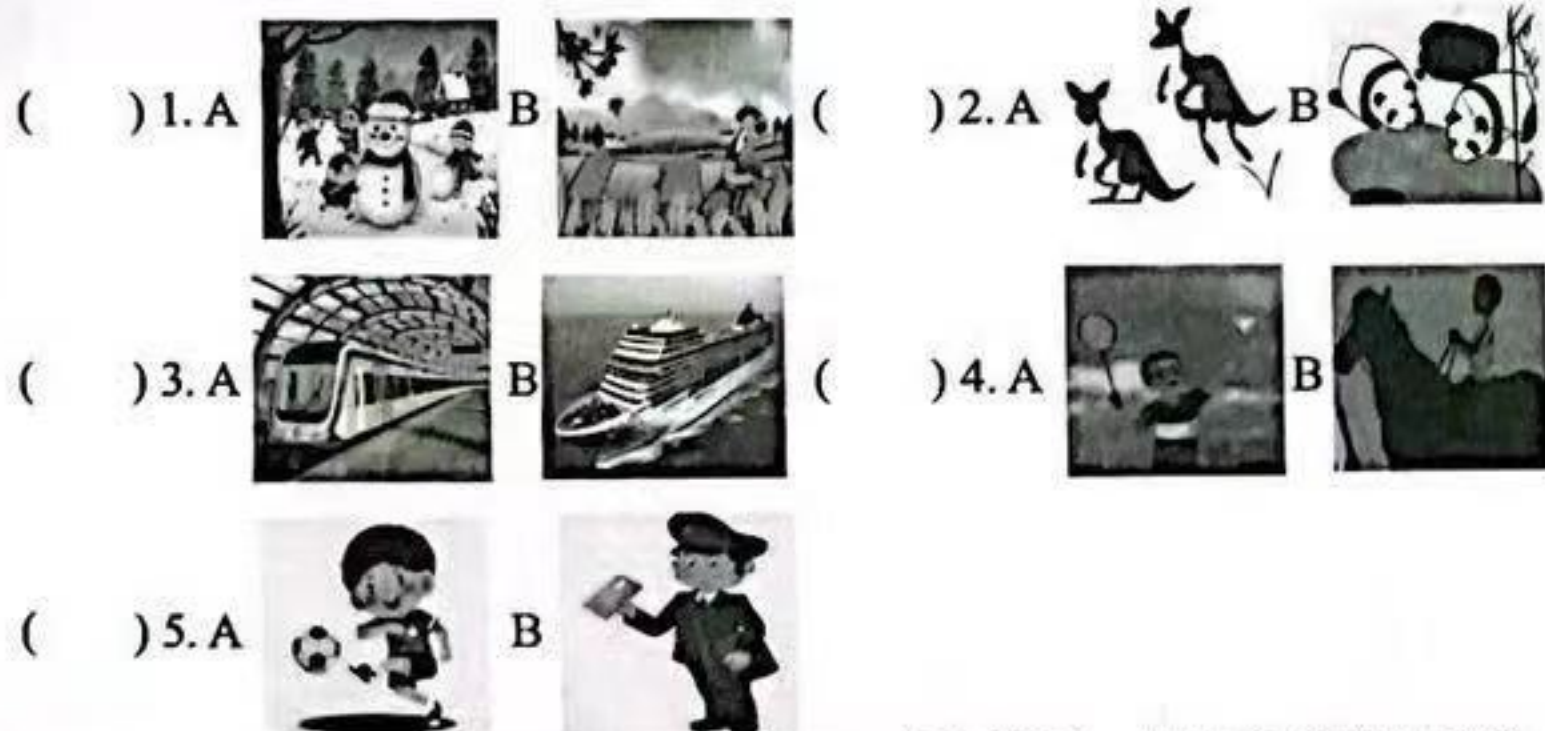 ( ) 1. A B ( ) 2. A B
( ) 3. A B ( ) 4. A B
( ) 5. A B